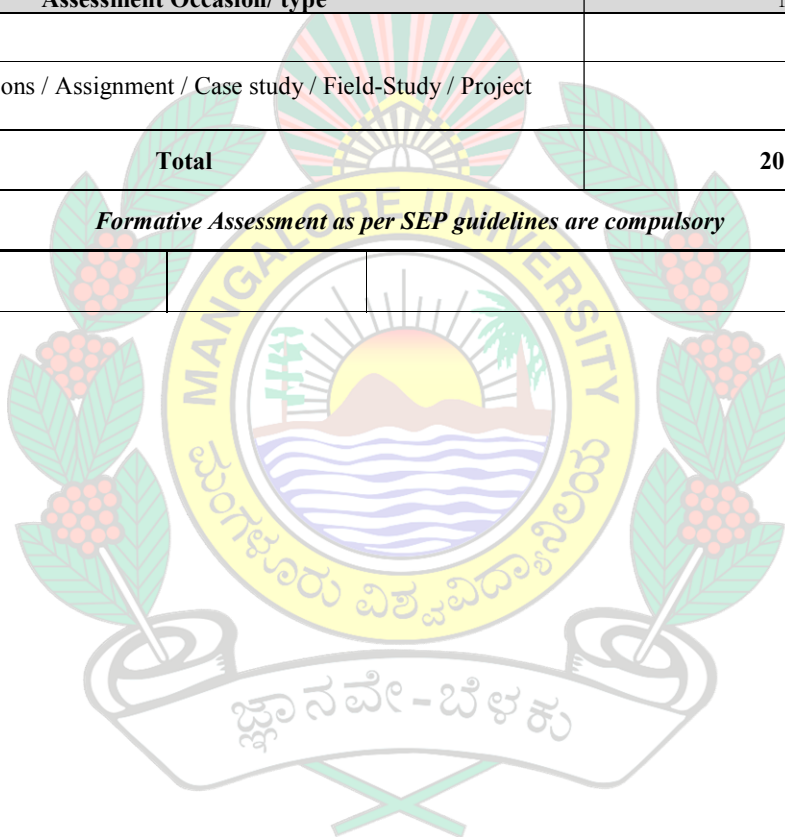 Assessment Occasion/ type
ons / Assignment / Case study / Field-Study / Project
Total 20
Formative Assessment as per SEP guidelines are compulsory
MANGALORE UNIVERSITY
ಮಂಗಳೂರು ವಿಶ್ವವಿದ್ಯಾನಿಲಯ
ಜ್ಞಾನವೇ-ಬೆಳಕು